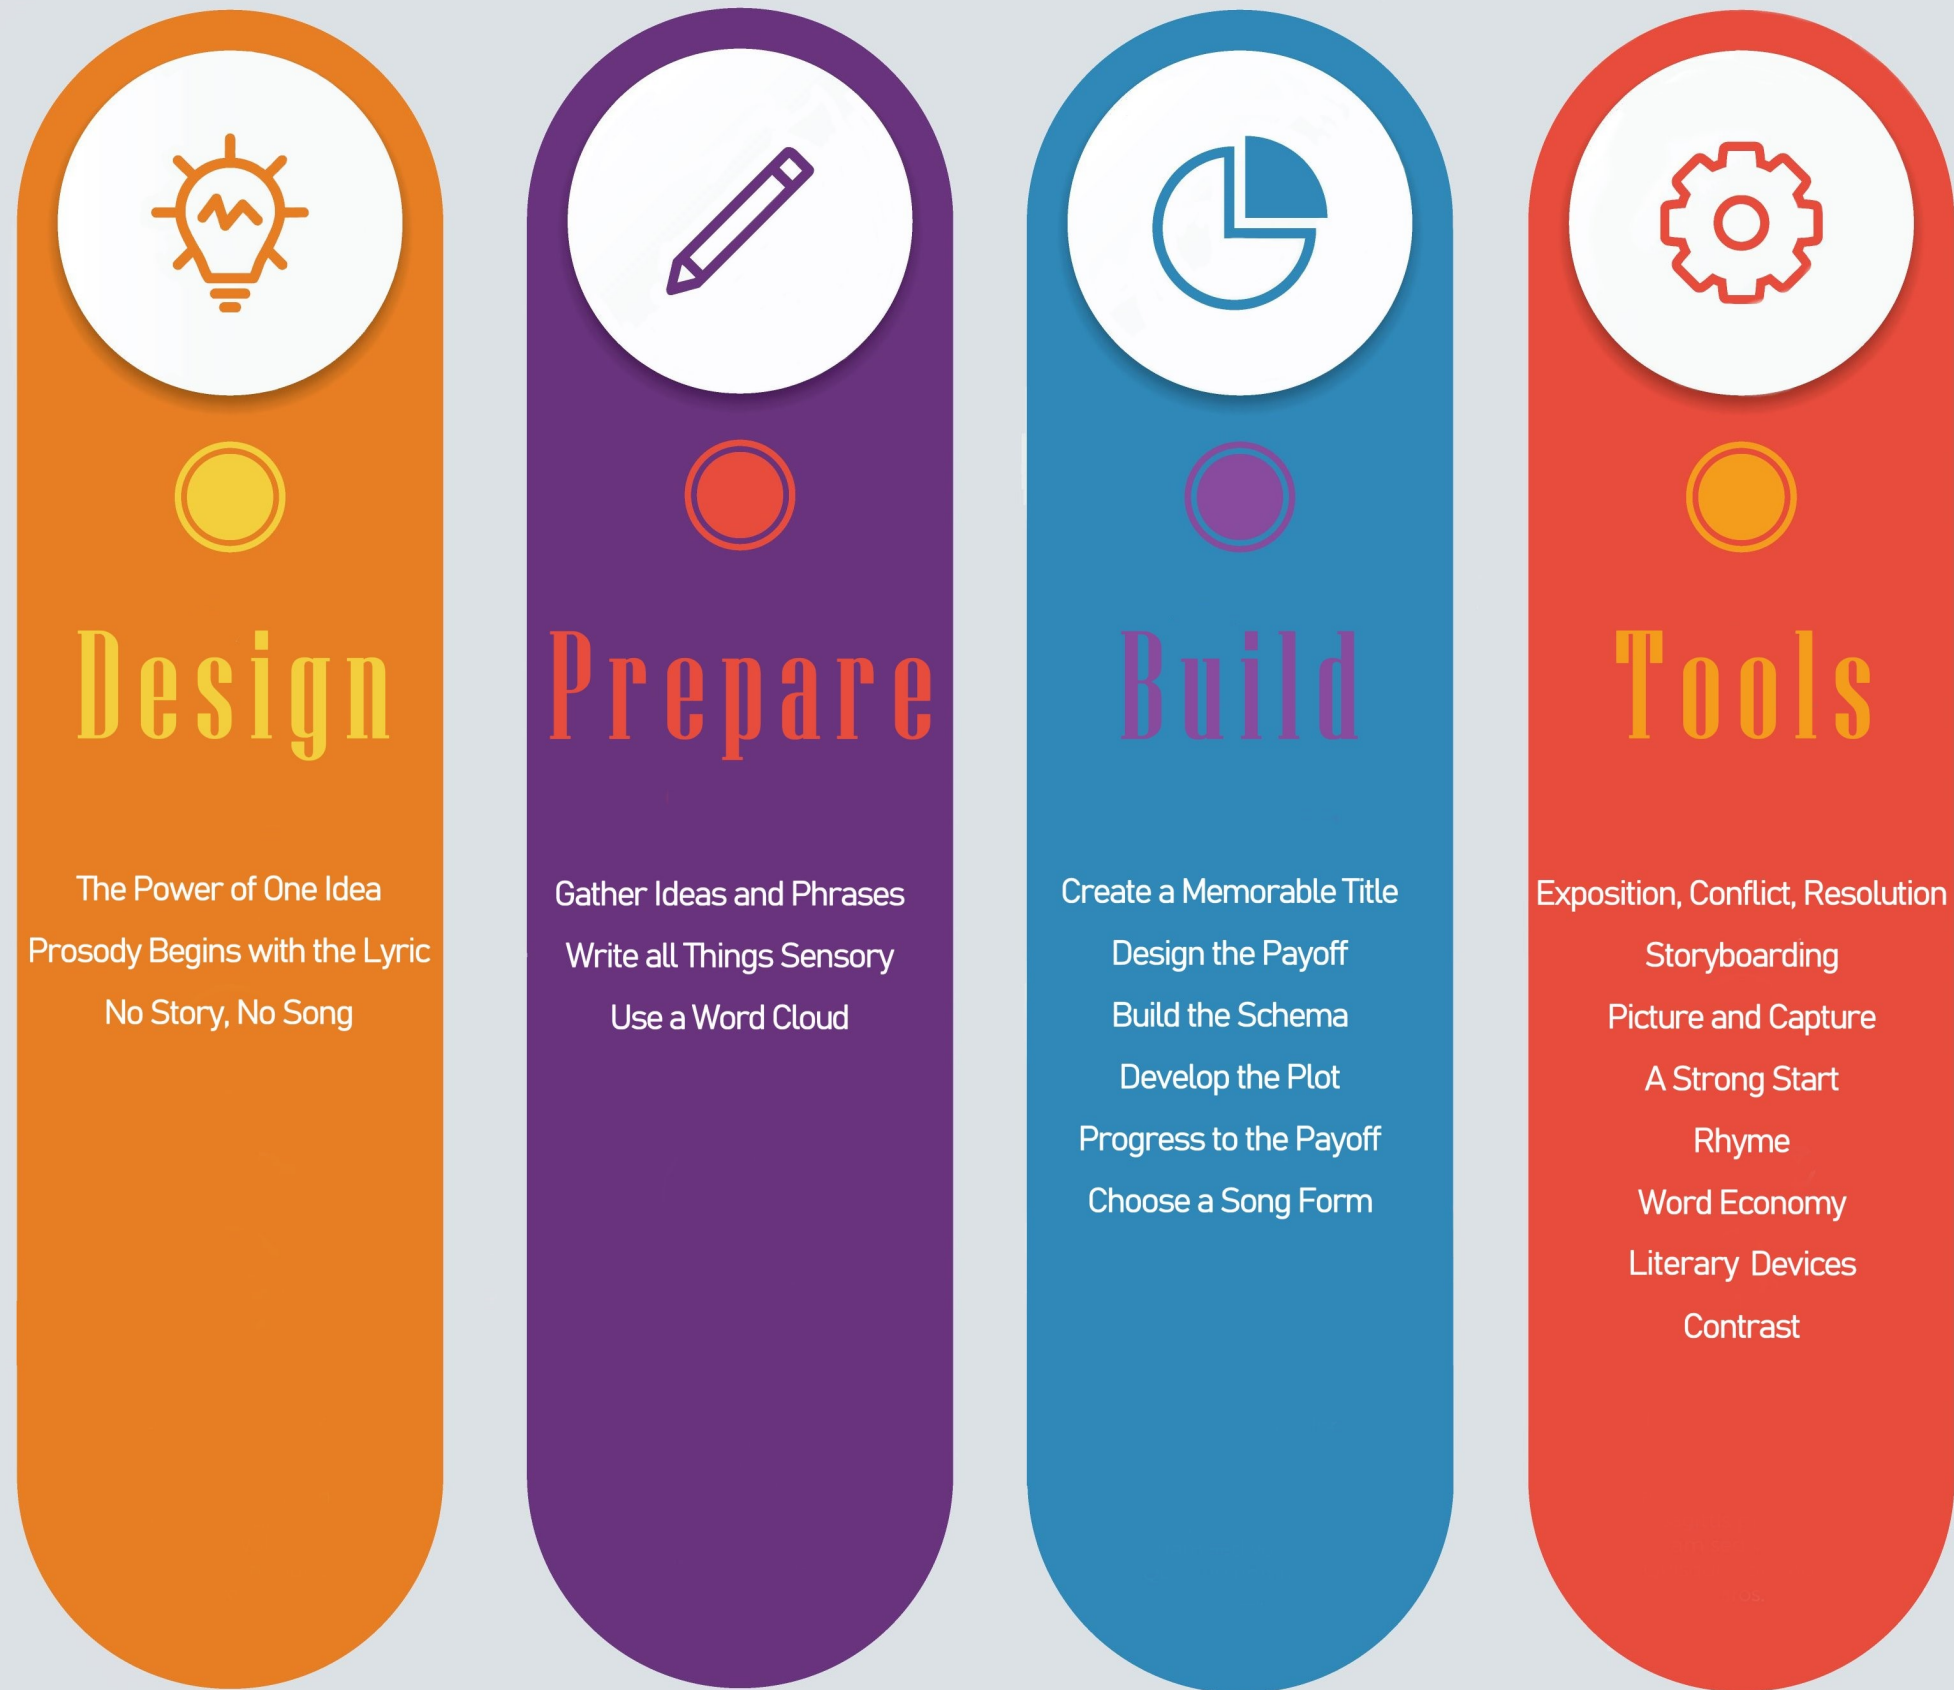 Design
The Power of One Idea
Prosody Begins with the Lyric
No Story, No Song
Prepare
Gather Ideas and Phrases
Write all Things Sensory
Use a Word Cloud
Build
Create a Memorable Title
Design the Payoff
Build the Schema
Develop the Plot
Progress to the Payoff
Choose a Song Form
Tools
Exposition, Conflict, Resolution
Storyboarding
Picture and Capture
A Strong Start
Rhyme
Word Economy
Literary Devices
Contrast